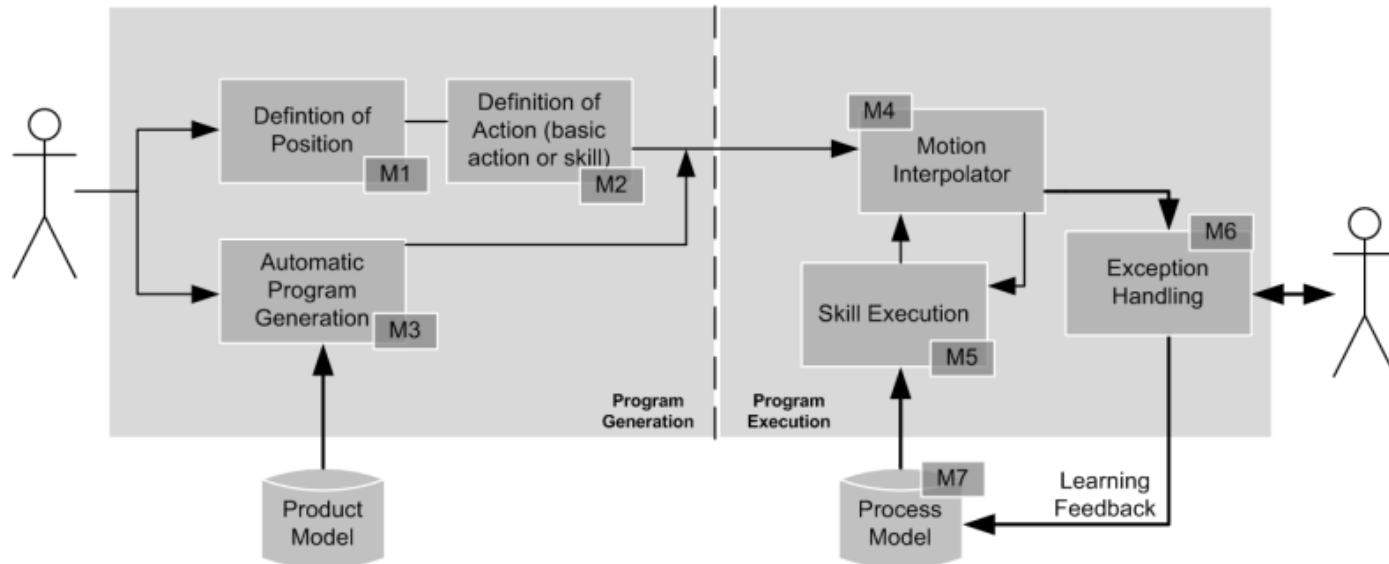 Defintion of
Position
M1
Definition of
Action (basic
action or skill)
M2
Automatic
Program
Generation
M3
Program
Generation
Product
Model
M4
Motion
Interpolator
M6
Exception
Handling
Skill Execution
M5
Program
Execution
M7
Process
Model
Learning
Feedback